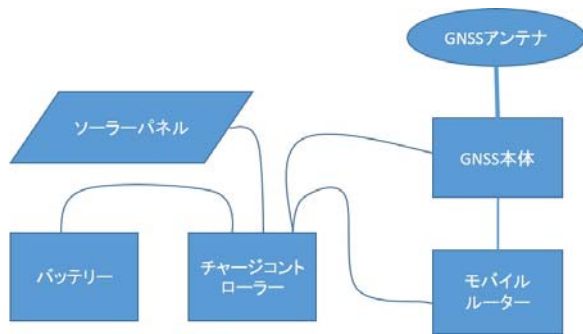 GNSSアンテナ
ソーラーパネル
GNSS本体
バッテリー
チャージコント
ローラー
モバイル
ルーター